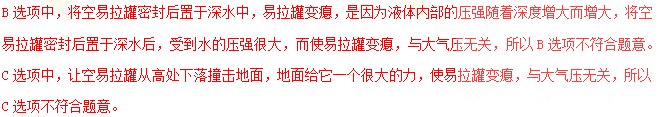 B 选项中，将空易拉罐密封后置于深水中，易拉罐变瘪，是因为液体内部的压强随着深度增大而增大，将空
易拉罐密封后置于深水后，受到水的压强很大，而使易拉罐变瘪，与大气压无关，所以 B 选项不符合题意。
C 选项中，让空易拉罐从高处下落撞击地面，地面给它一个很大的力，使易拉罐变瘪，与大气压无关，所以
C 选项不符合题意。